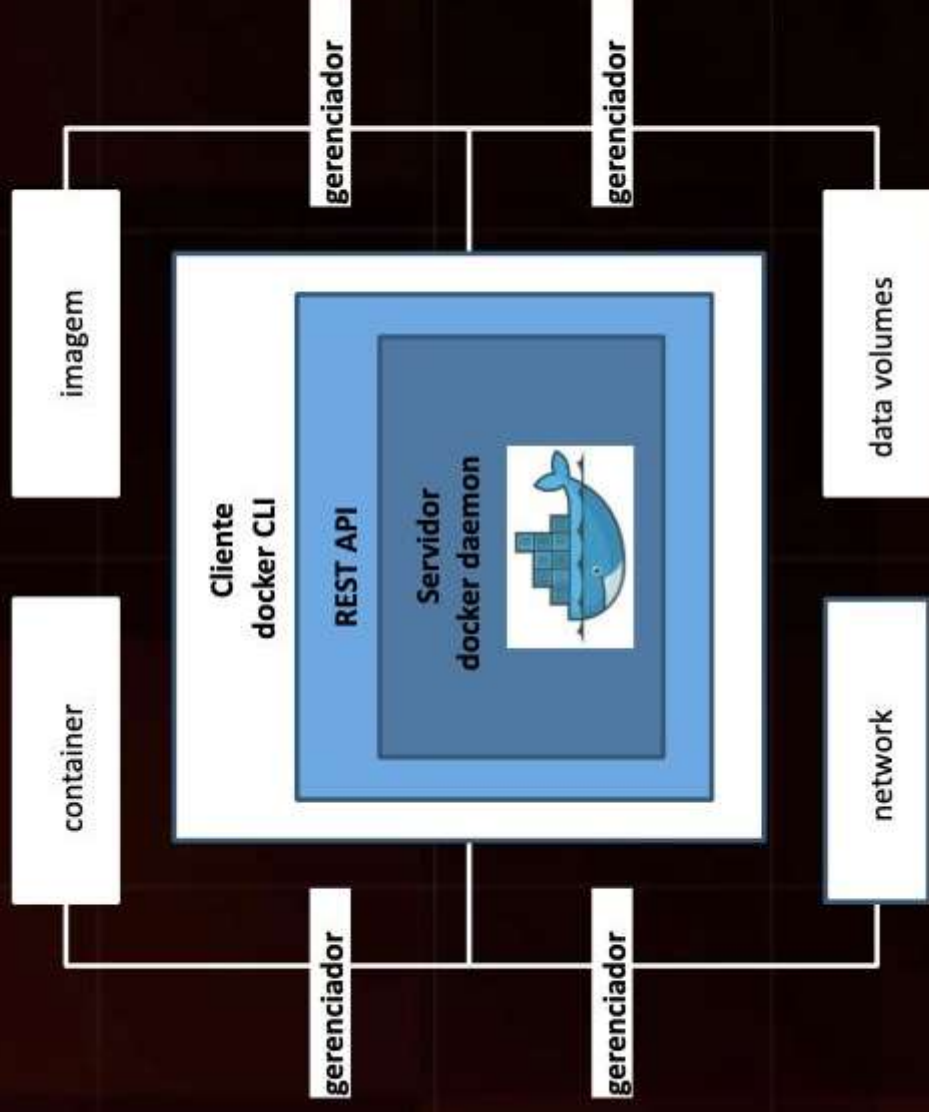 container
imagem
Cliente
docker CLI
gerenciador
REST API
gerenciador
Servidor
docker daemon
gerenciador
gerenciador
network
data volumes